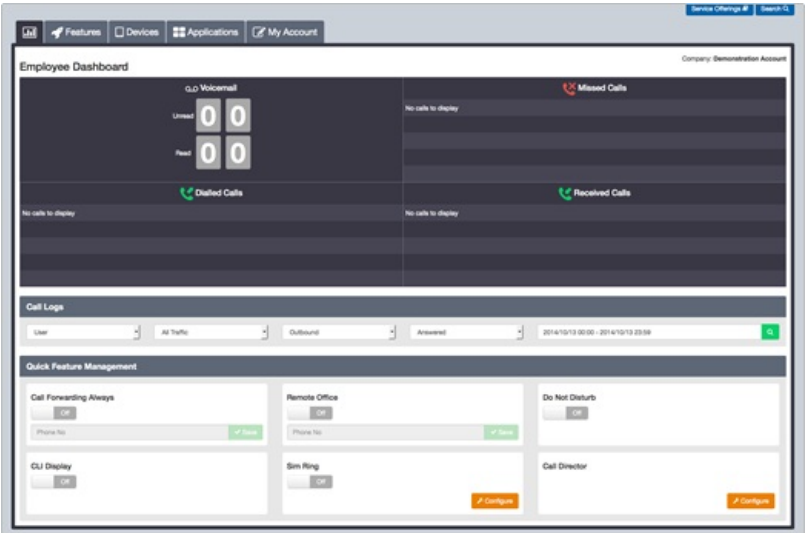 Service Offerings Search
Features Devices Applications My Account
Employee Dashboard
Company: Demonstration Account
Voicemail
Unread 0 0
Read 0 0
Missed Calls
No calls to display
Dialled Calls
No calls to display
Received Calls
No calls to display
Call Logs
User All Traffic Outbound Answered 2014/10/13 00:00 - 2014/10/13 23:59
Quick Feature Management
Call Forwarding Always
Off
Phone No Save
Remote Office
Off
Phone No Save
Do Not Disturb
Off
CLI Display
Off
Sim Ring
Off
Configure
Call Director
Configure